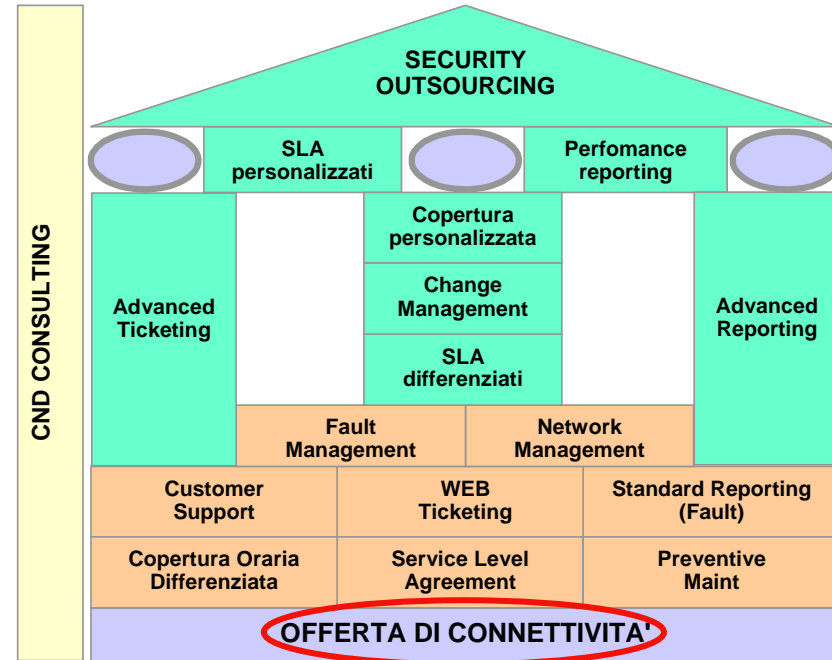 SECURITY
OUTSOURCING
SLA
personalizzati
Perfomance
reporting
Copertura
personalizzata
Change
Management
SLA
differenziati
Advanced
Ticketing
Advanced
Reporting
CND CONSULTING
Fault
Management
Network
Management
Customer
Support
WEB
Ticketing
Standard Reporting
(Fault)
Copertura Oraria
Differenziata
Service Level
Agreement
Preventive
Maint
OFFERTA DI CONNETTIVITA'